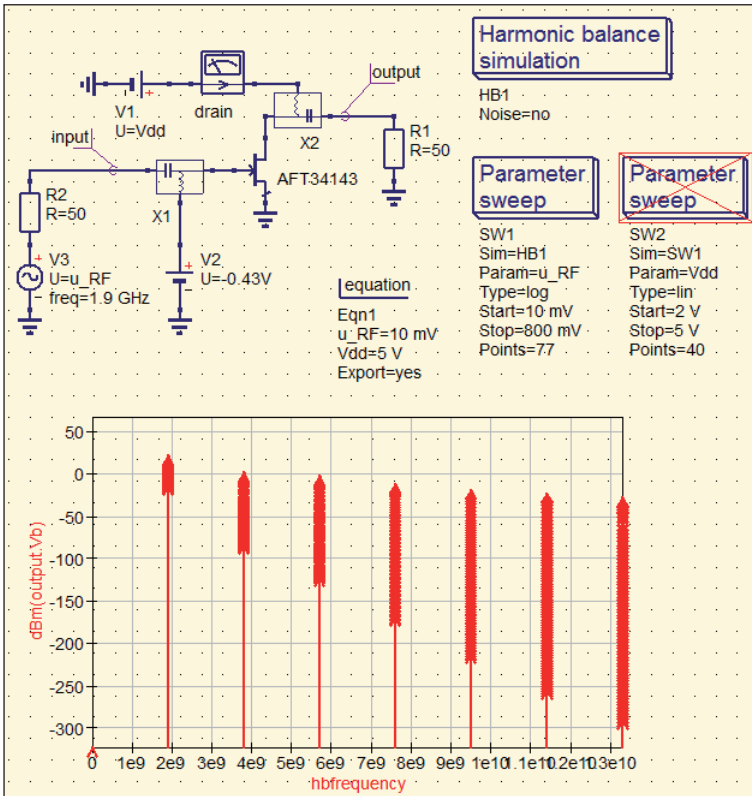 Harmonic balance
simulation
HB1
Noise=no
output
V1
U=Vdd
drain
X2
R1
R=50
input
AFT34143
R2
R=50
X1
V3
U=u_RF
freq=1.9 GHz
V2
U=-0.43V
equation
Eqn1
u_RF=10 mV
Vdd=5 V
Export=yes
Parameter
sweep
SW1
Sim=HB1
Param=u_RF
Type=log
Start=10 mV
Stop=800 mV
Points=77
Parameter
sweep
SW2
Sim=SW1
Param=Vdd
Type=lin
Start=2 V
Stop=5 V
Points=40
50
0
-50
-100
-150
-200
-250
-300
dBm(output.Vb)
0 1e9 2e9 3e9 4e9 5e9 6e9 7e9 8e9 9e9 1e10 1.1e10 1.2e10 1.3e10
hbfrequency